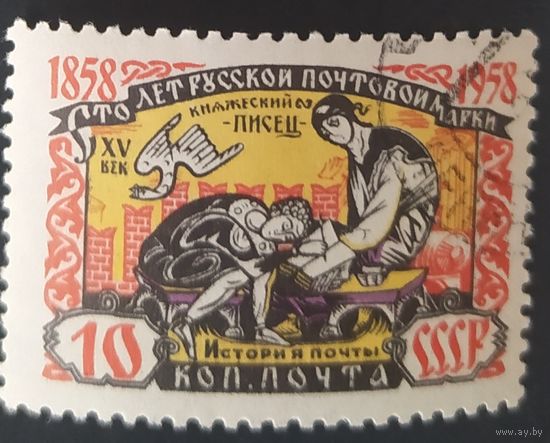 1858 1958
Сто лет русской почтовой марки
княжеский
-писец-
XV
век
История почты
10 СССР
коп. почта
www.ay.by